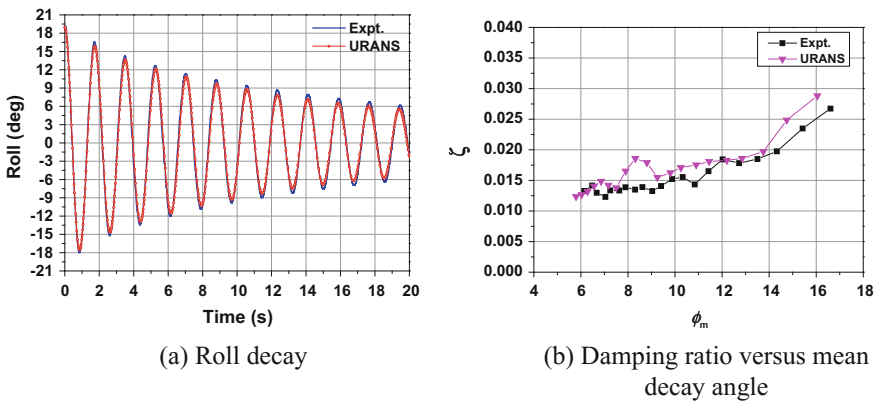 21
18
15
12
9
6
3
0
-3
-6
-9
-12
-15
-18
-21
Roll (deg)
Expt.
URANS
0 2 4 6 8 10 12 14 16 18 20
Time (s)
(a) Roll decay
0.040
0.035
0.030
0.025
0.020
0.015
0.010
0.005
0.000
ζ
Expt.
URANS
4 6 8 10 12 14 16 18
ϕm
(b) Damping ratio versus mean
decay angle